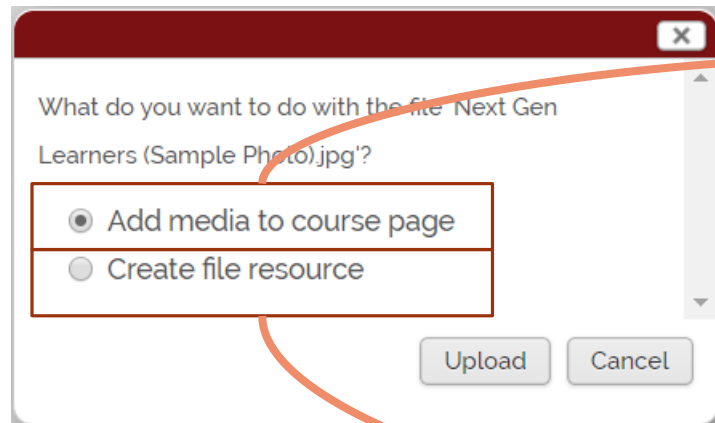 What do you want to do with the file 'Next Gen
Learners (Sample Photo).jpg'?
Add media to course page
Create file resource
Upload Cancel